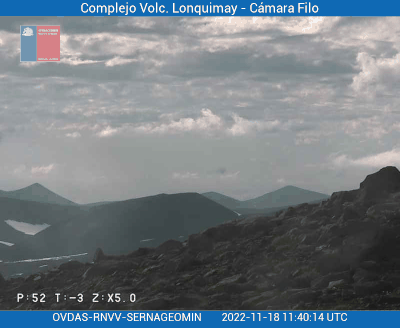 Complejo Volc. Lonquimay - Cámara Filo
P:52 T:-3 Z:X5.0
OVDAS-RNVV-SERNAGEOMIN 2022-11-18 11:40:14 UTC